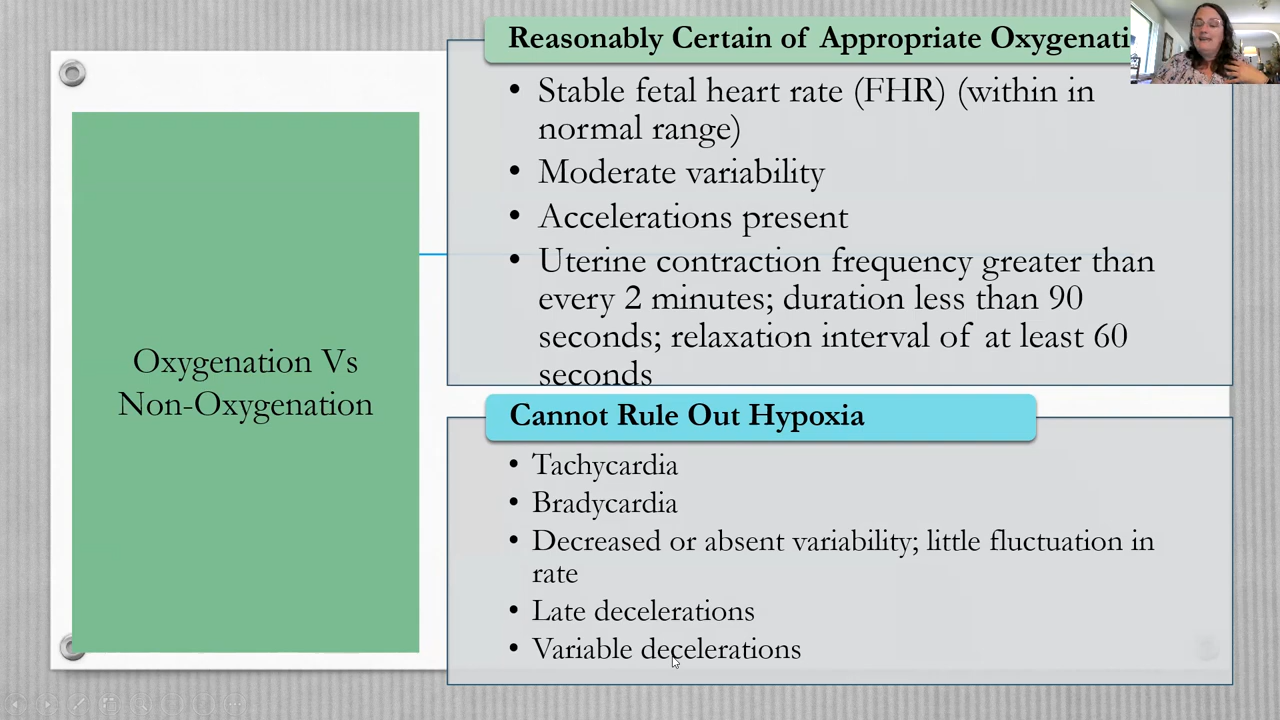 Reasonably Certain of Appropriate Oxygenati
• Stable fetal heart rate (FHR) (within in
normal range)
• Moderate variability
• Accelerations present
• Uterine contraction frequency greater than
every 2 minutes; duration less than 90
seconds; relaxation interval of at least 60
seconds
Oxygenation Vs
Non-Oxygenation
Cannot Rule Out Hypoxia
• Tachycardia
• Bradycardia
• Decreased or absent variability; little fluctuation in
rate
• Late decelerations
• Variable decelerations